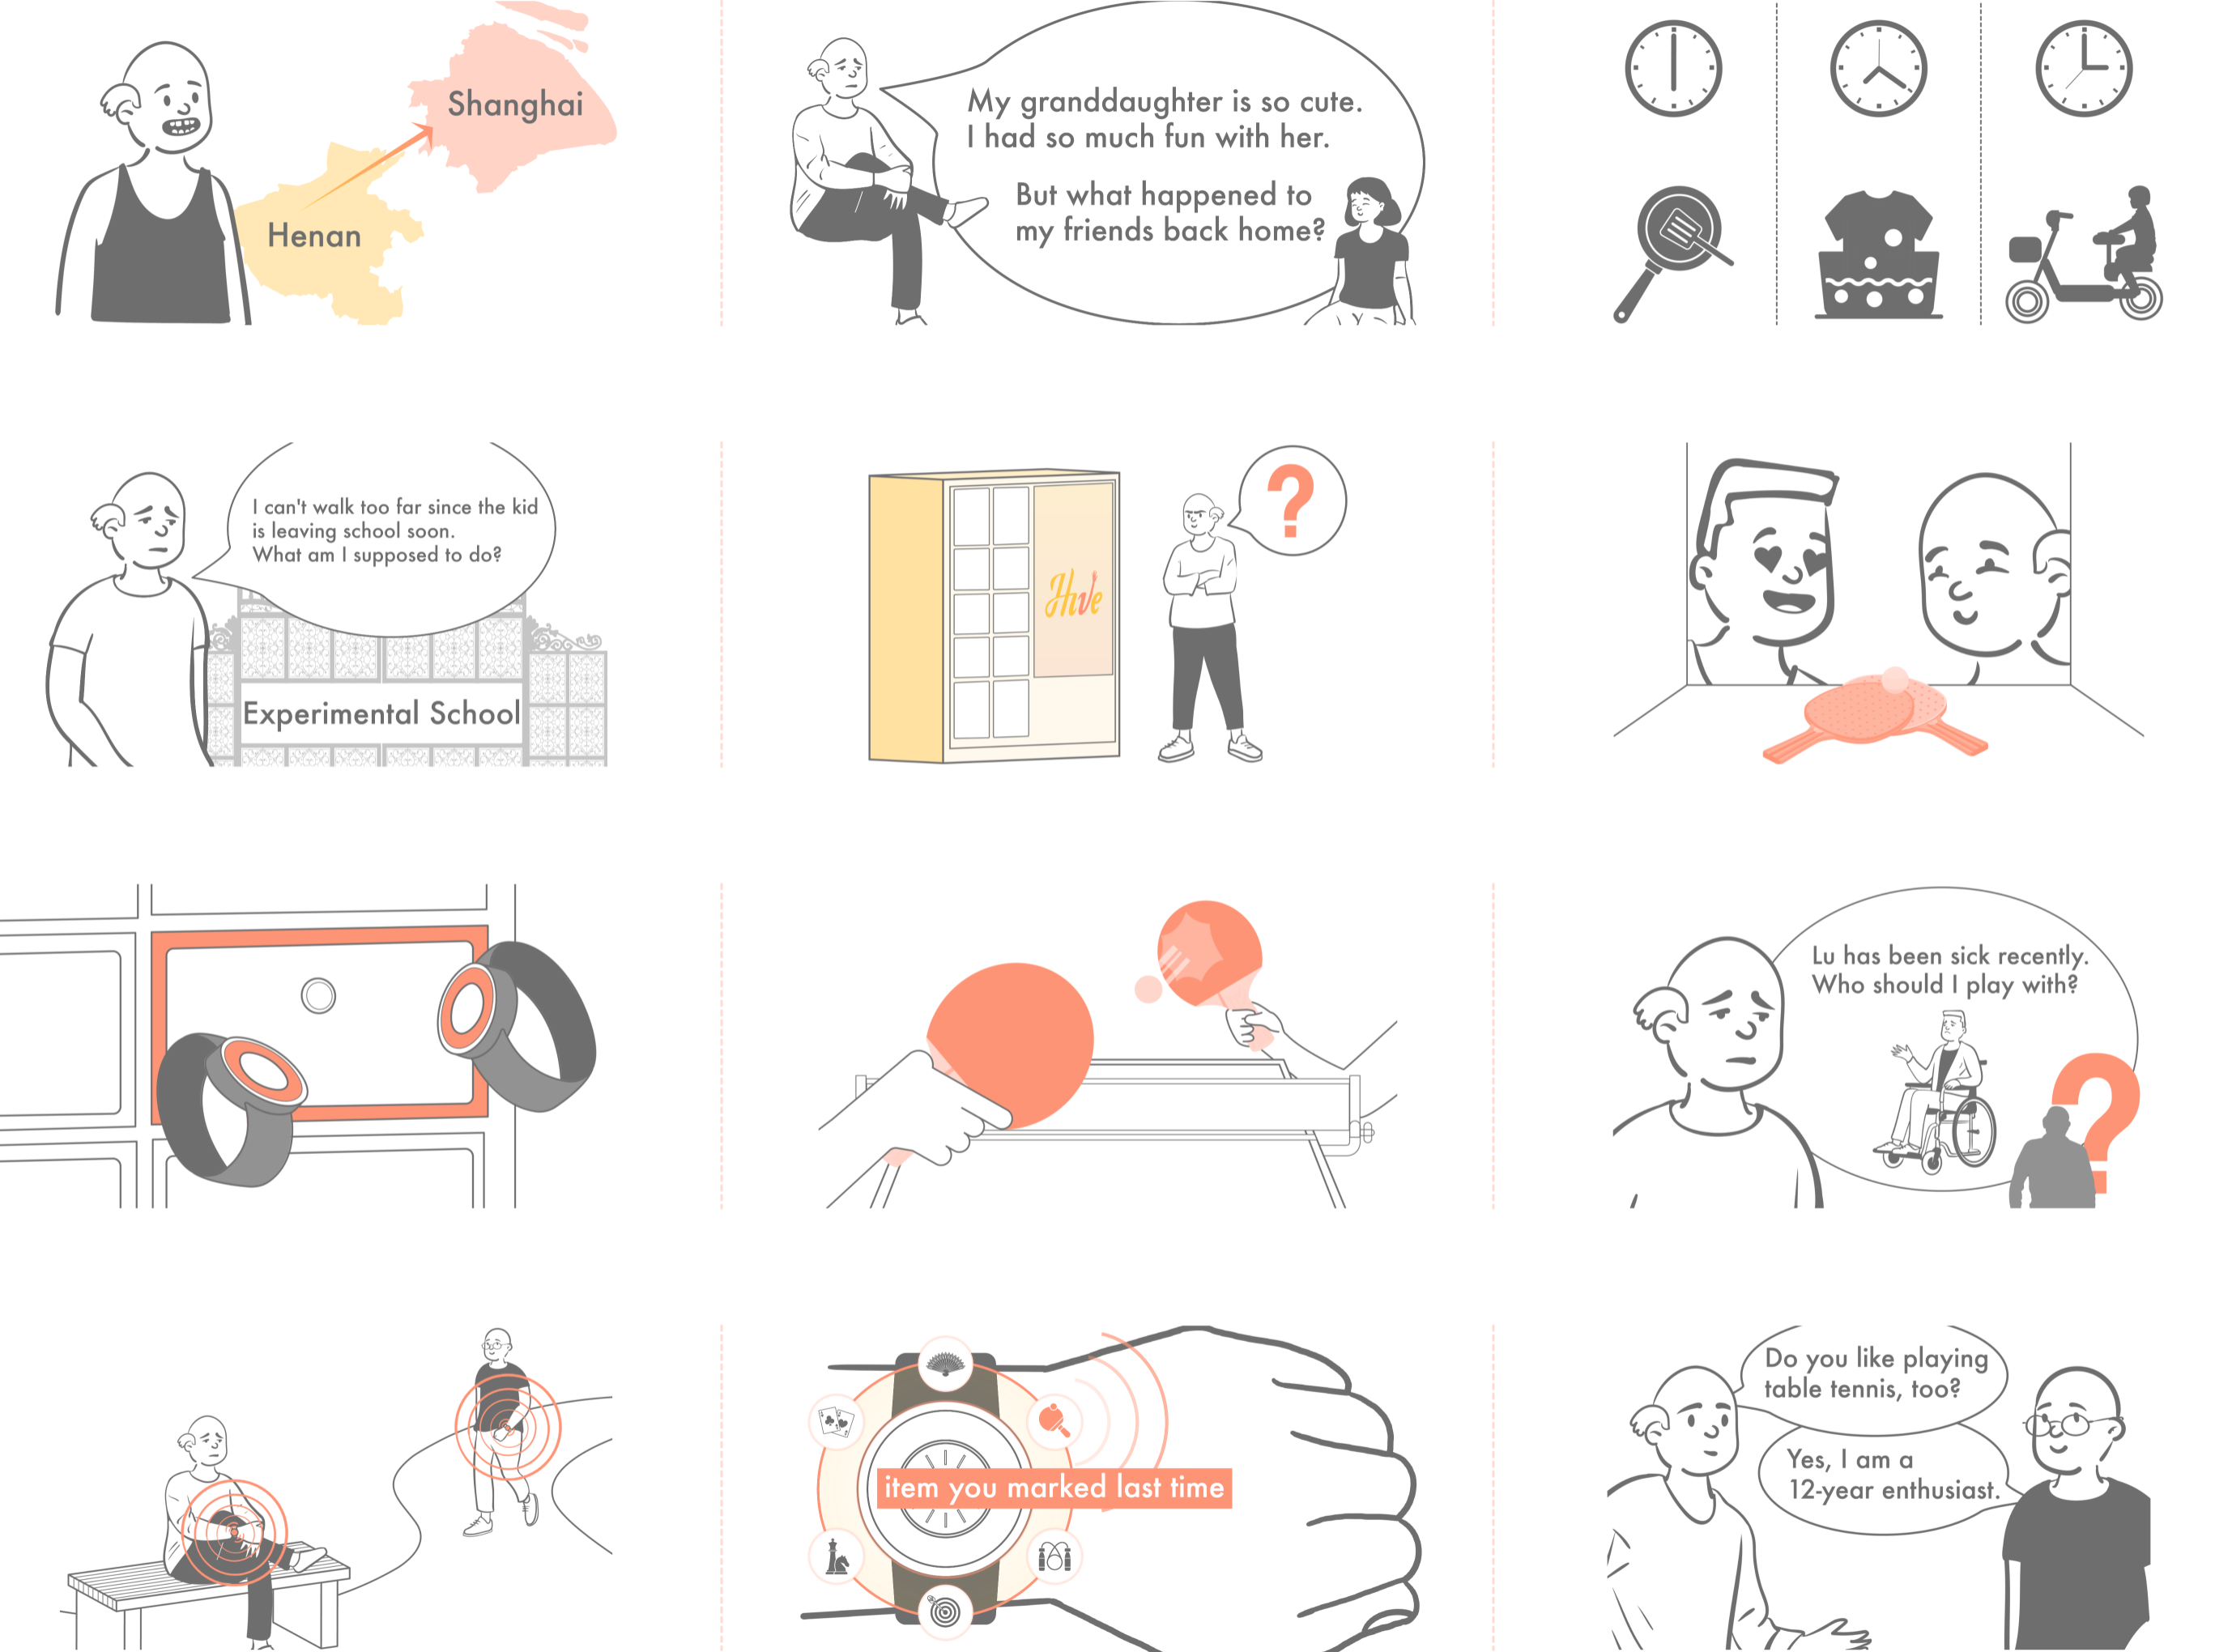 Shanghai
Henan
My granddaughter is so cute.
I had so much fun with her.
But what happened to
my friends back home?
I can't walk too far since the kid
is leaving school soon.
What am I supposed to do?
Experimental School
?
Hive
Lu has been sick recently.
Who should I play with?
?
item you marked last time
Do you like playing
table tennis, too?
Yes, I am a
12-year enthusiast.